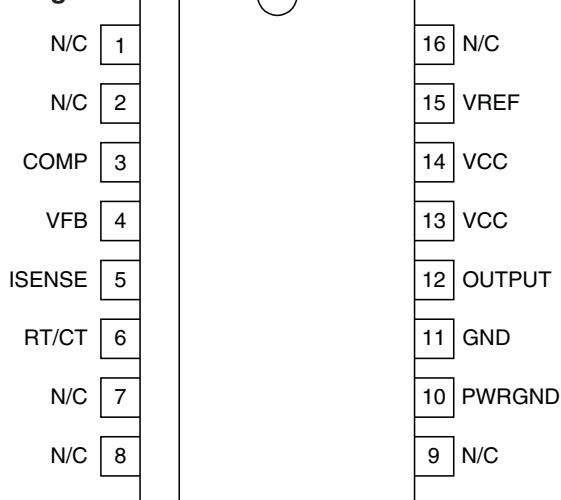 N/C 1 16 N/C
N/C 2 15 VREF
COMP 3 14 VCC
VFB 4 13 VCC
ISENSE 5 12 OUTPUT
RT/CT 6 11 GND
N/C 7 10 PWRGND
N/C 8 9 N/C